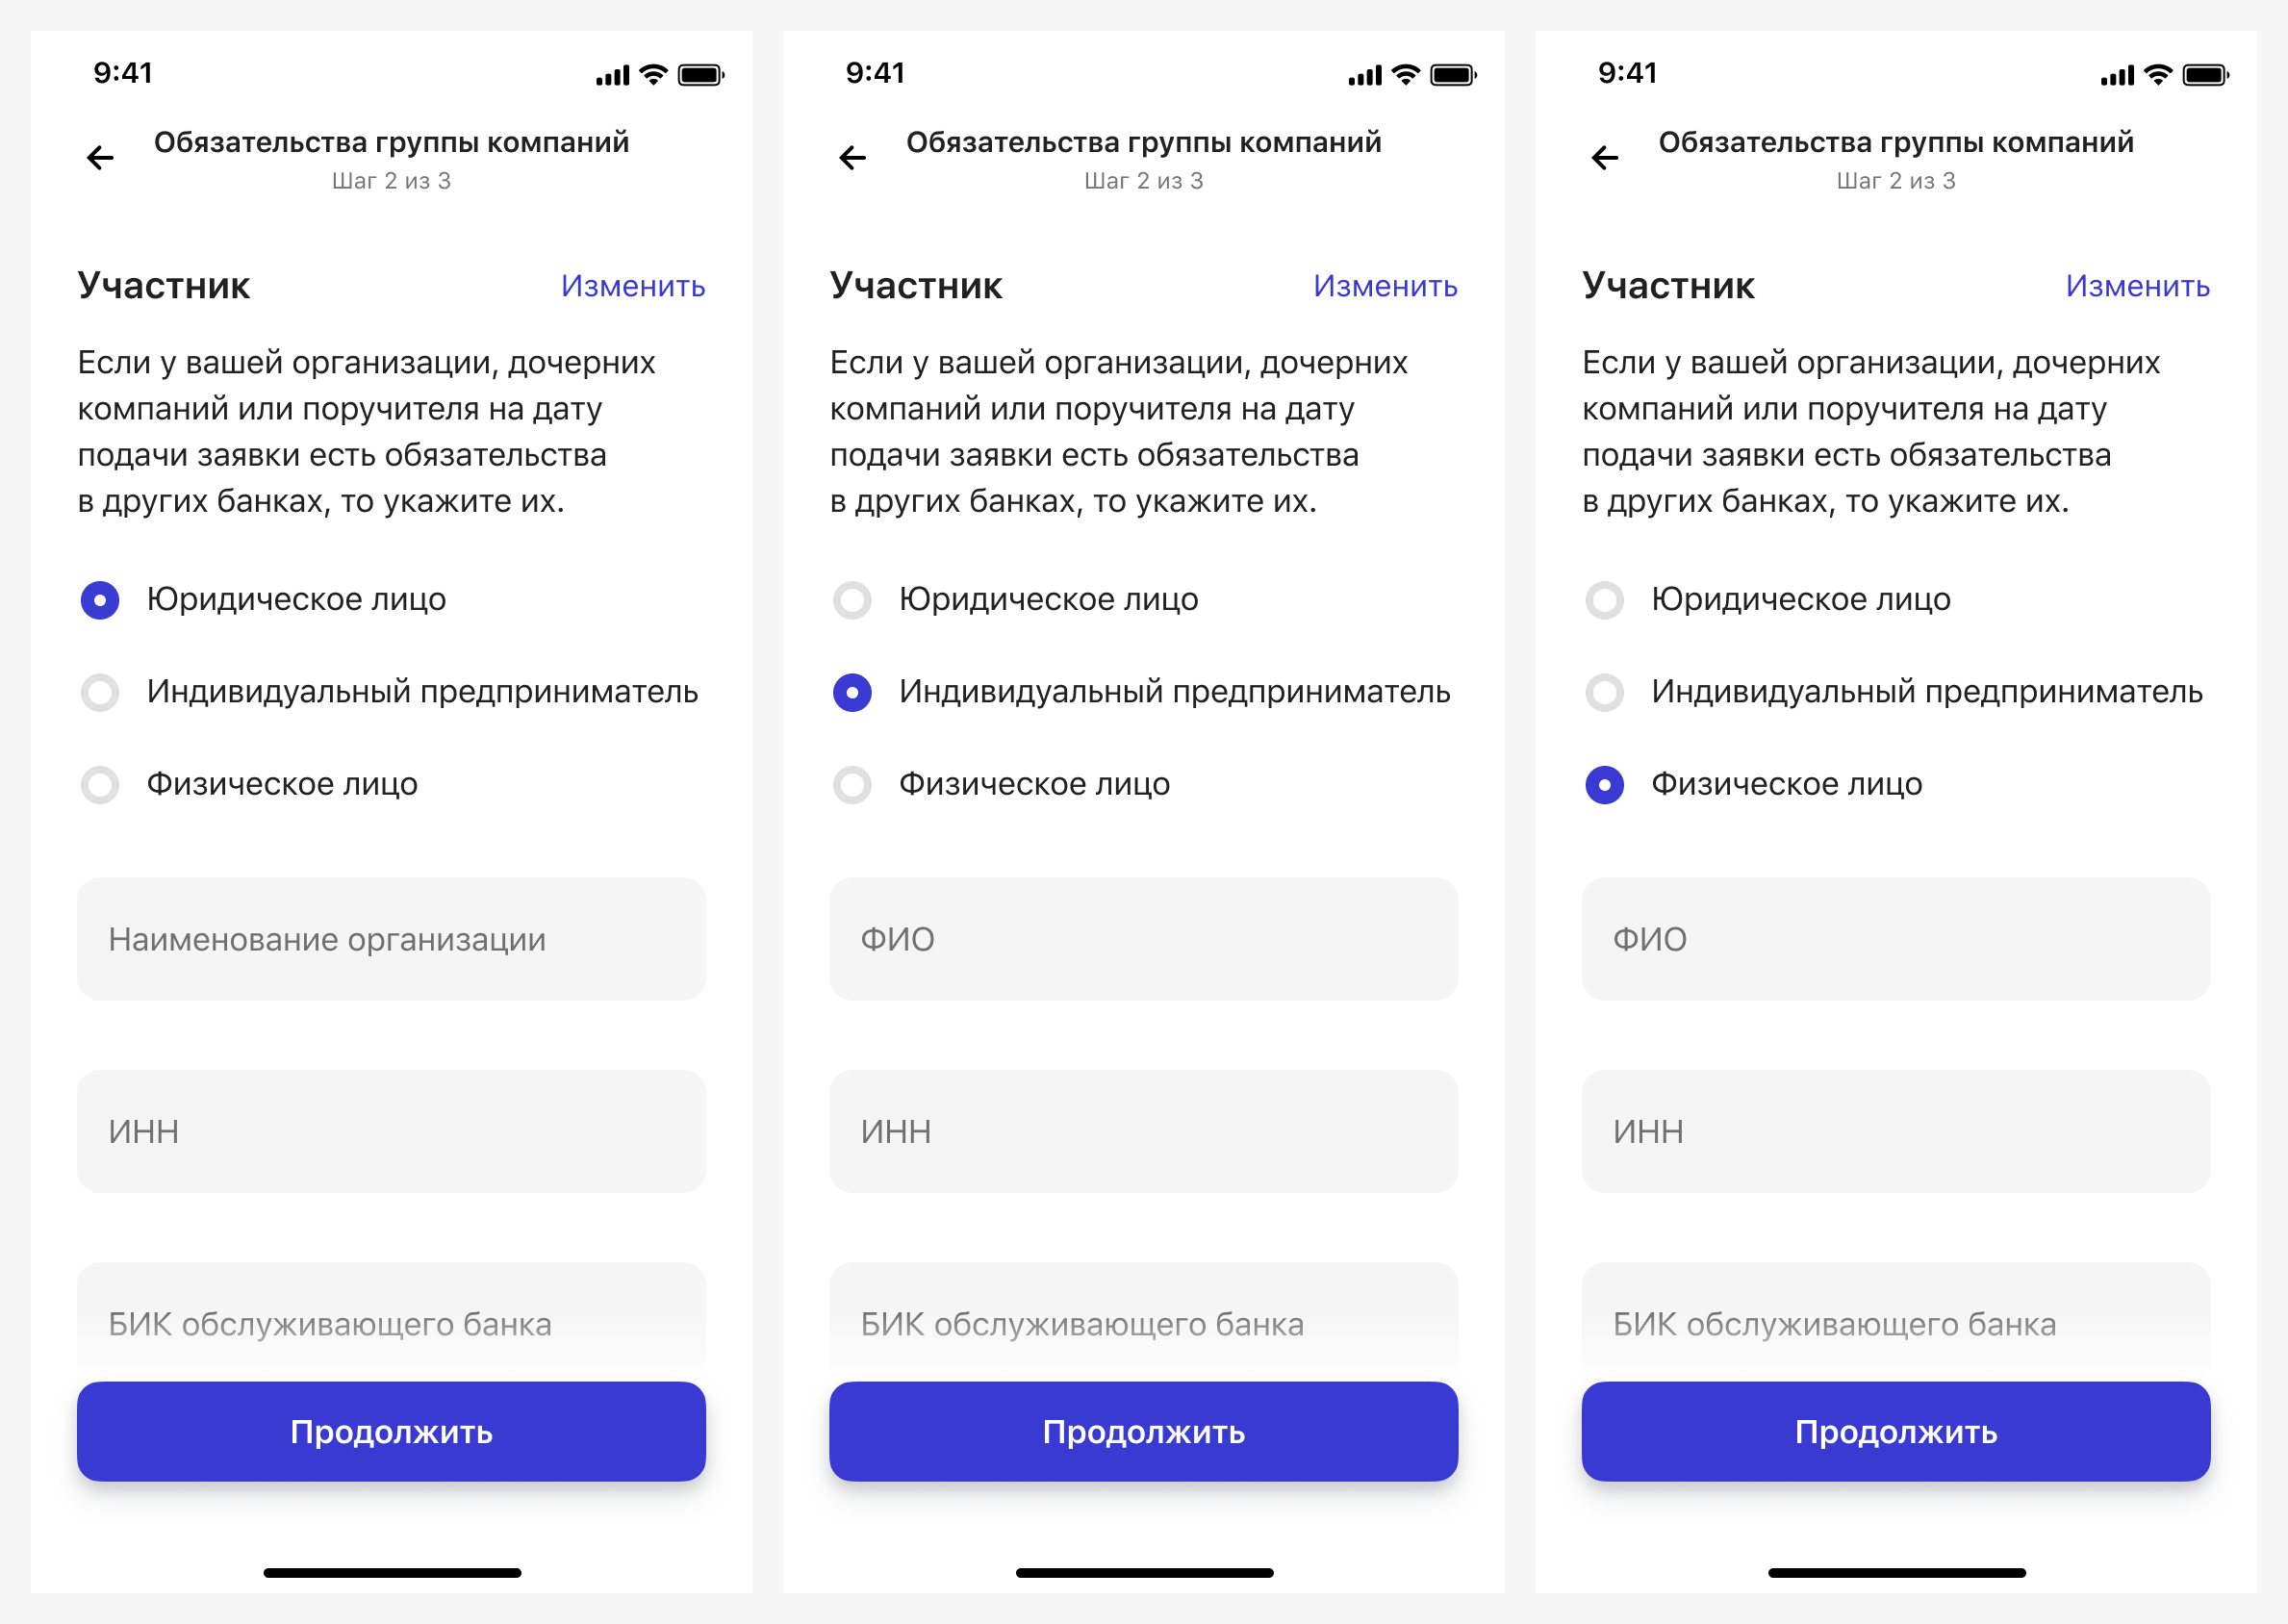 9:41
Обязательства группы компаний
Шаг 2 из 3
Участник
Изменить
Если у вашей организации, дочерних
компаний или поручителя на дату
подачи заявки есть обязательства
в других банках, то укажите их.
Юридическое лицо
Индивидуальный предприниматель
Физическое лицо
Наименование организации
ИНН
БИК обслуживающего банка
Продолжить
9:41
Обязательства группы компаний
Шаг 2 из 3
Участник
Изменить
Если у вашей организации, дочерних
компаний или поручителя на дату
подачи заявки есть обязательства
в других банках, то укажите их.
Юридическое лицо
Индивидуальный предприниматель
Физическое лицо
ФИО
ИНН
БИК обслуживающего банка
Продолжить
9:41
Обязательства группы компаний
Шаг 2 из 3
Участник
Изменить
Если у вашей организации, дочерних
компаний или поручителя на дату
подачи заявки есть обязательства
в других банках, то укажите их.
Юридическое лицо
Индивидуальный предприниматель
Физическое лицо
ФИО
ИНН
БИК обслуживающего банка
Продолжить